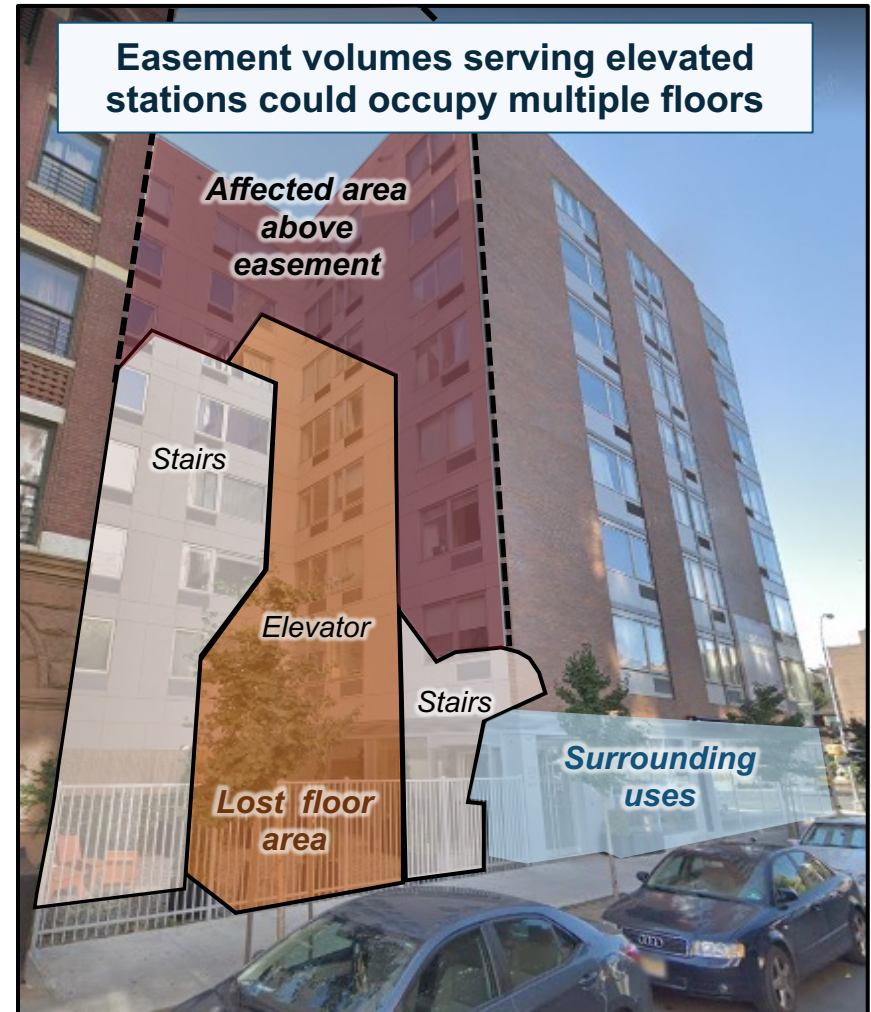 Easement volumes serving elevated
stations could occupy multiple floors
Affected area
above
easement
Stairs
Elevator
Stairs
Lost floor
area
Surrounding
uses